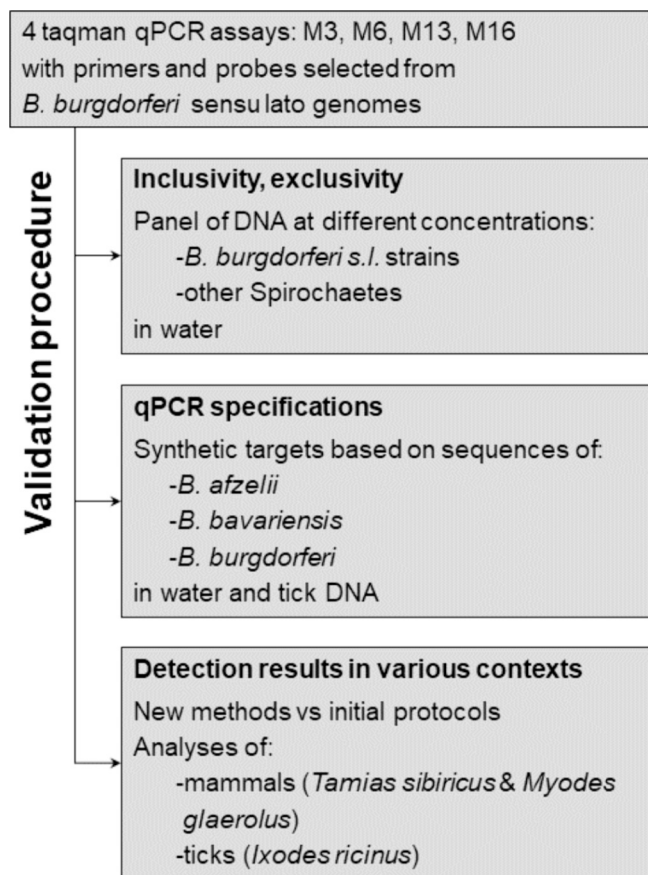 4 taqman qPCR assays: M3, M6, M13, M16
with primers and probes selected from
B. burgdorferi sensu lato genomes
Validation procedure
Inclusivity, exclusivity
Panel of DNA at different concentrations:
-B. burgdorferi s.l. strains
-other Spirochaetes
in water
qPCR specifications
Synthetic targets based on sequences of:
-B. afzelii
-B. bavariensis
-B. burgdorferi
in water and tick DNA
Detection results in various contexts
New methods vs initial protocols
Analyses of:
-mammals (Tamias sibiricus & Myodes
glaerolus)
-ticks (Ixodes ricinus)